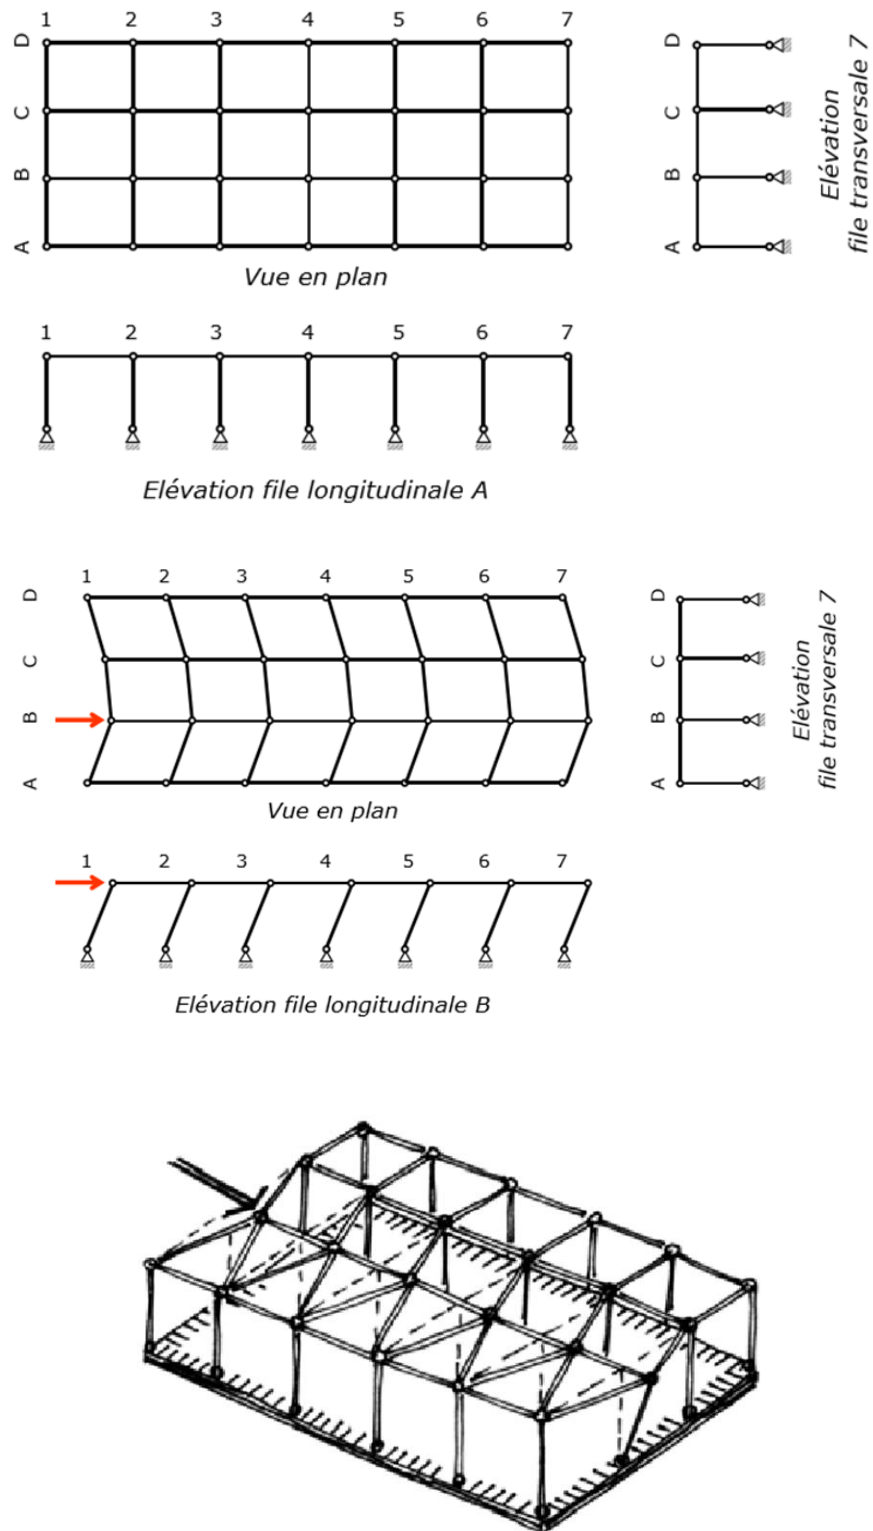 1 2 3 4 5 6 7
D
C
B
A
Vue en plan
D
C
B
A
Elévation
file transversale 7
1 2 3 4 5 6 7
Elévation file longitudinale A
1 2 3 4 5 6 7
D
C
B
A
Vue en plan
D
C
B
A
Elévation
file transversale 7
1 2 3 4 5 6 7
Elévation file longitudinale B